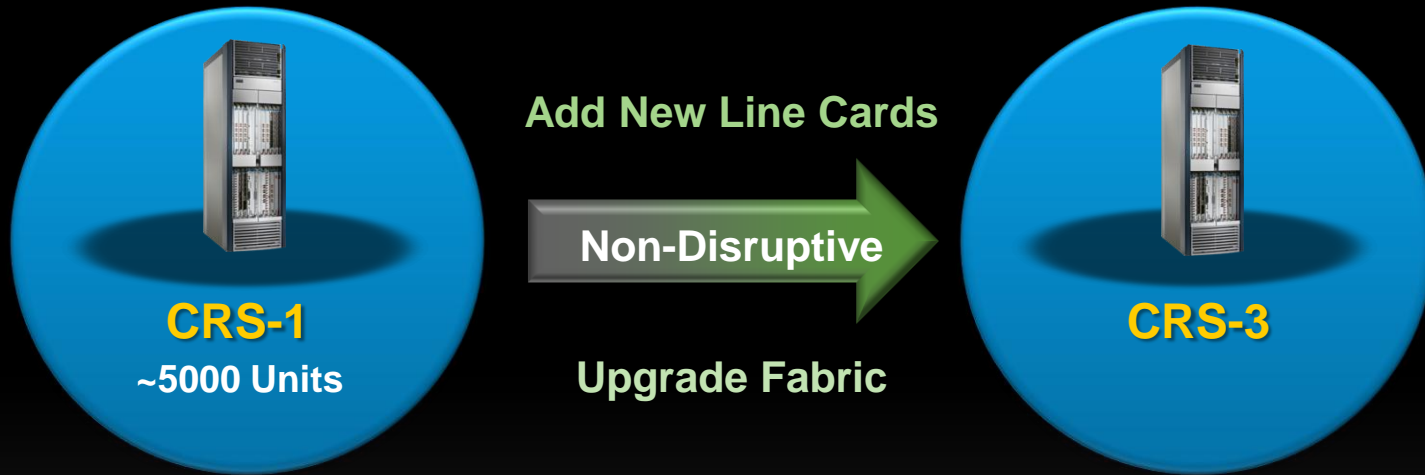 CRS-1
~5000 Units
Add New Line Cards
Non-Disruptive
Upgrade Fabric
CRS-3